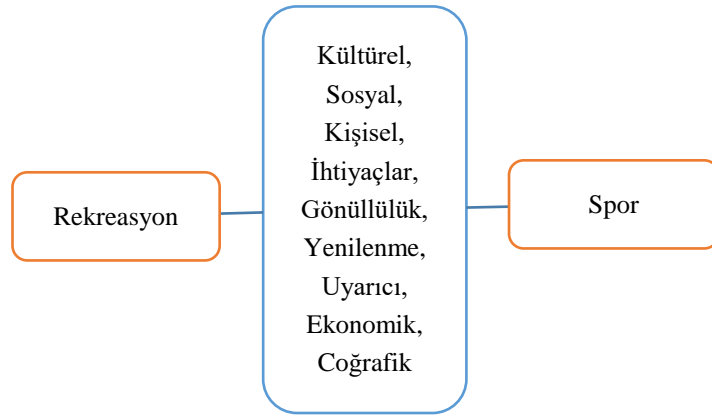 Rekreasyon
Kültürel,
Sosyal,
Kişisel,
İhtiyaçlar,
Gönüllülük,
Yenilenme,
Uyarıcı,
Ekonomik,
Coğrafik
Spor